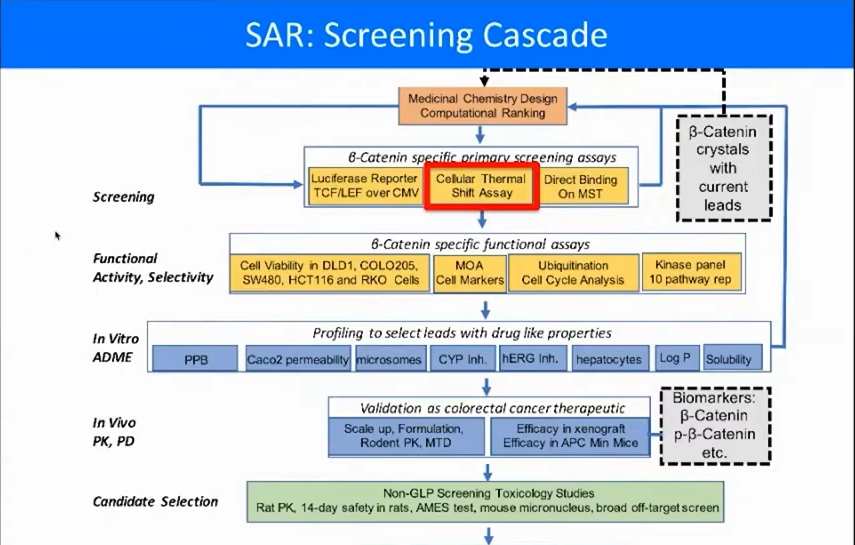 SAR: Screening Cascade
Medicinal Chemistry Design
Computational Ranking
β-Catenin
crystals
with
current
leads
β-Catenin specific primary screening assays
Luciferase Reporter
TCF/LEF over CMV
Cellular Thermal
Shift Assay
Direct Binding
On MST
Screening
β-Catenin specific functional assays
Functional
Activity, Selectivity
Cell Viability in DLD1, COLO205,
SW480, HCT116 and RKO Cells
MOA
Cell Markers
Ubiquitination
Cell Cycle Analysis
Kinase panel
10 pathway rep
In Vitro
ADME
Profiling to select leads with drug like properties
PPB
Caco2 permeability
microsomes
CYP Inh.
hERG Inh.
hepatocytes
Log P
Solubility
In Vivo
PK, PD
Validation as colorectal cancer therapeutic
Scale up, Formulation,
Rodent PK, MTD
Efficacy in xenograft
Efficacy in APC Min Mice
Biomarkers:
β-Catenin
p-β-Catenin
etc.
Candidate Selection
Non-GLP Screening Toxicology Studies
Rat PK, 14-day safety in rats, AMES test, mouse micronucleus, broad off-target screen